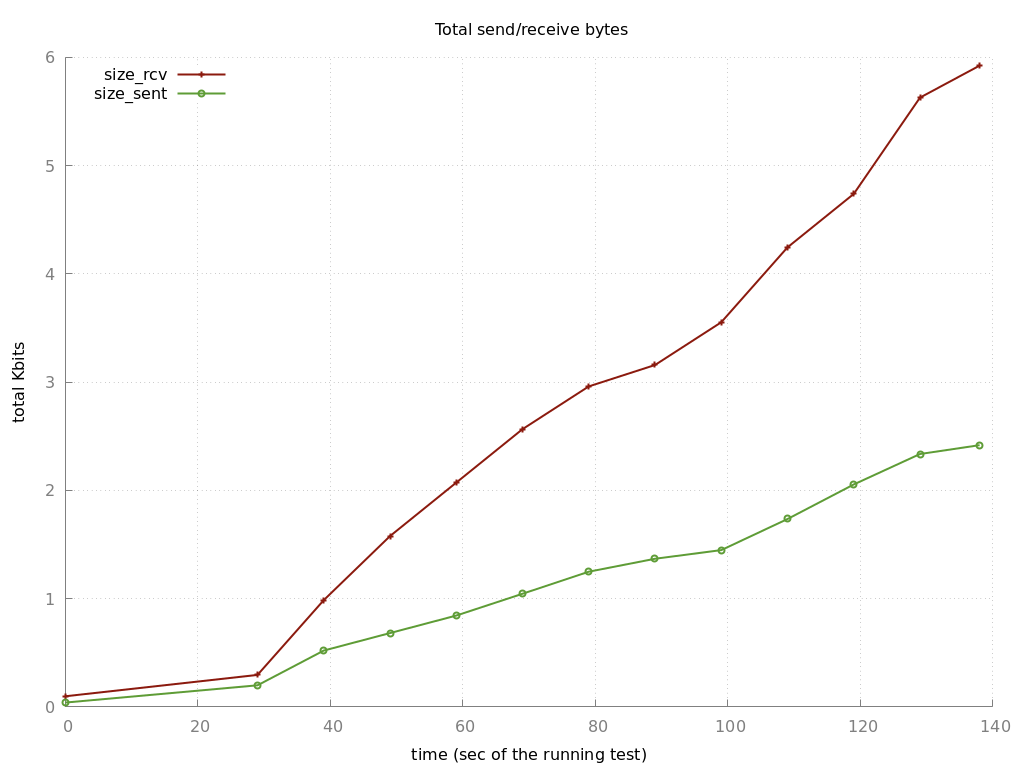 Total send/receive bytes
size_rcv
size_sent
6
5
4
3
2
1
0
total Kbits
0 20 40 60 80 100 120 140
time (sec of the running test)